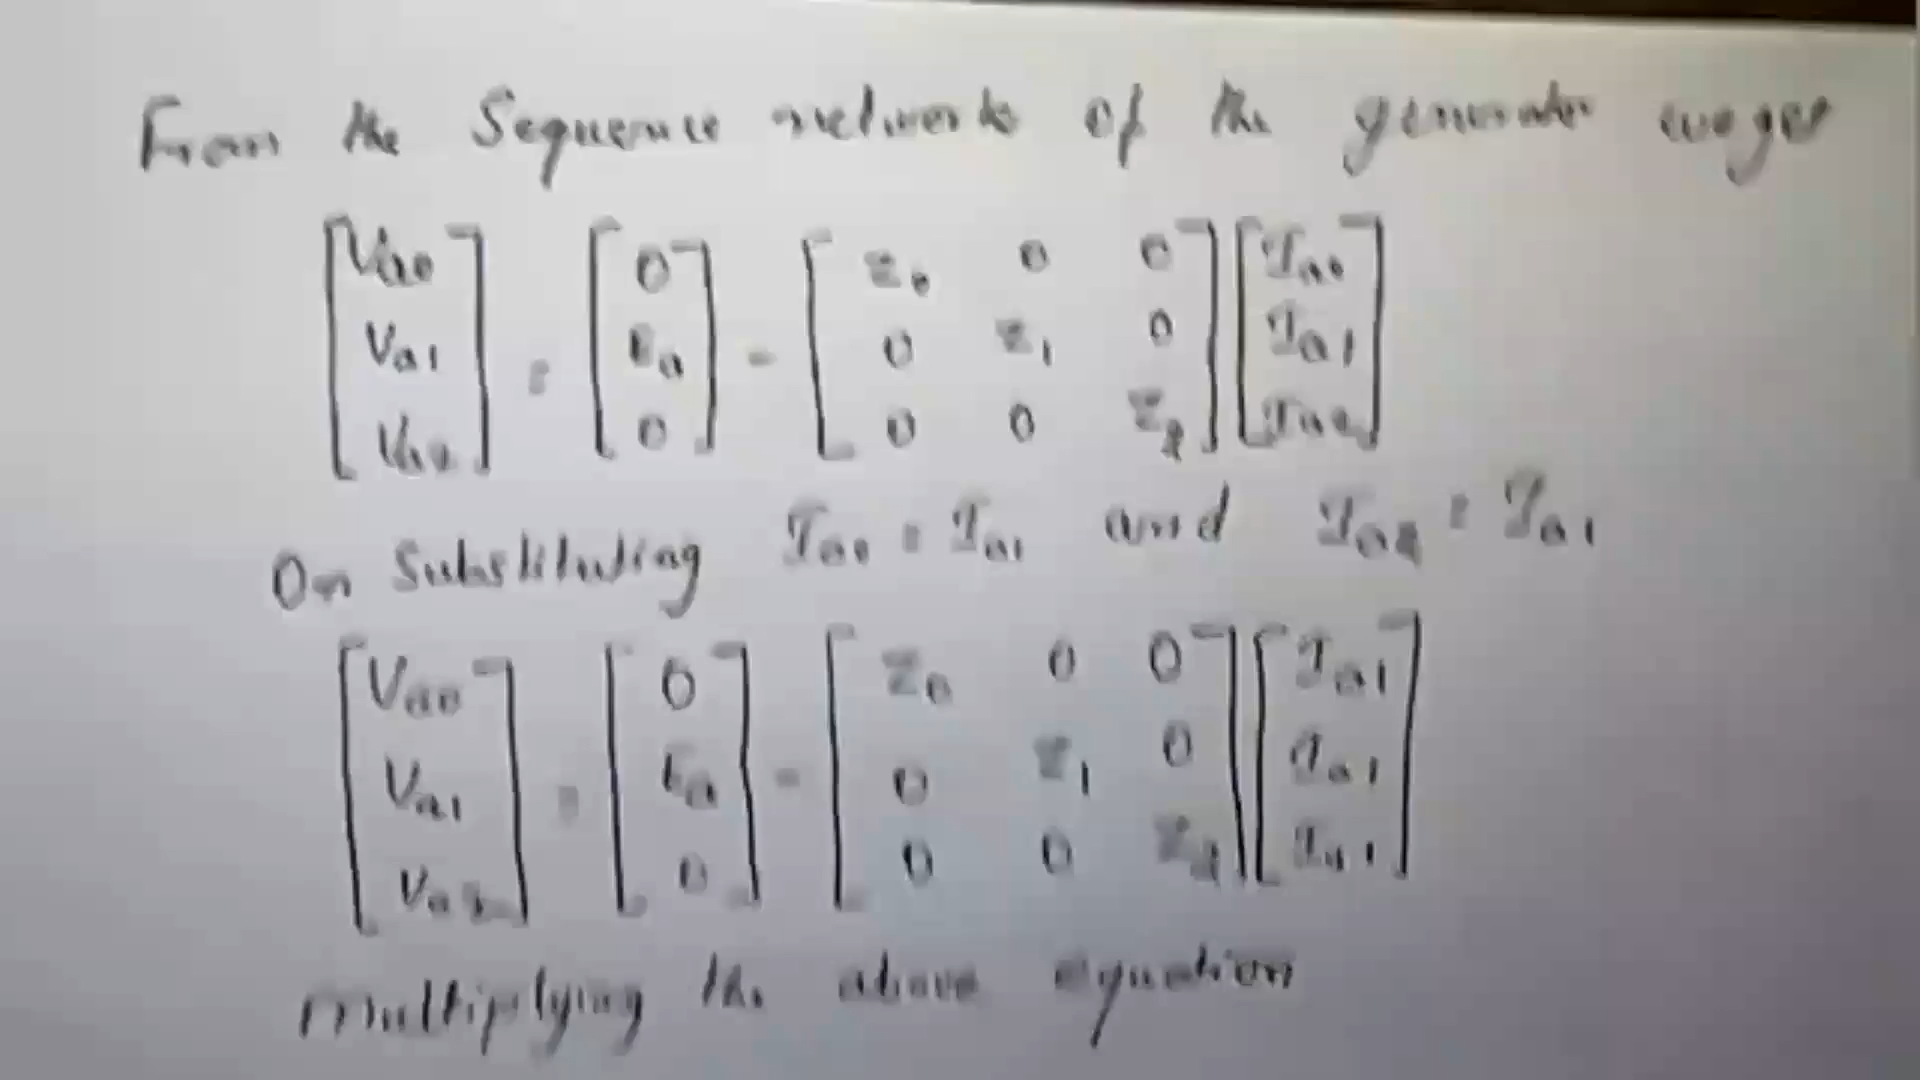 From the Sequence network of the generator we get
[Va0 Va1 Va2] = [0 Ea 0] - [Z0 0 0 0 Z1 0 0 0 Z2] [Ia0 Ia1 Ia2]
On Substituting Ia0 = Ia1 and Ia2 = Ia1
[Va0 Va1 Va2] = [0 Ea 0] - [Z0 0 0 0 Z1 0 0 0 Z2] [Ia1 Ia1 Ia1]
multiplying the above equation